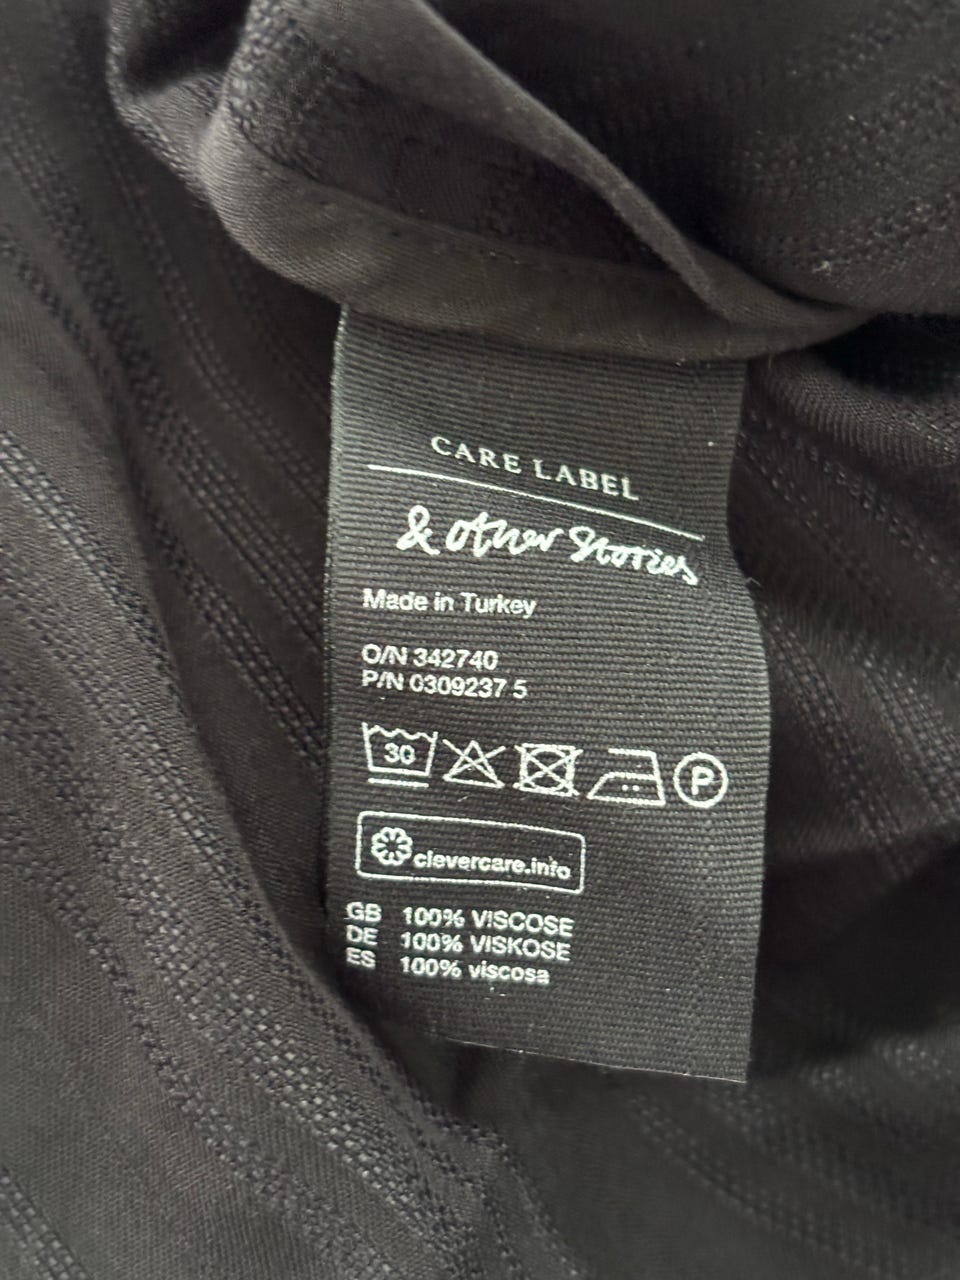 CARE LABEL
& Other Stories
Made in Turkey
O/N 342740
P/N 0309237 5
30 P
clevercare.info
GB 100% VISCOSE
DE 100% VISKOSE
ES 100% viscosa